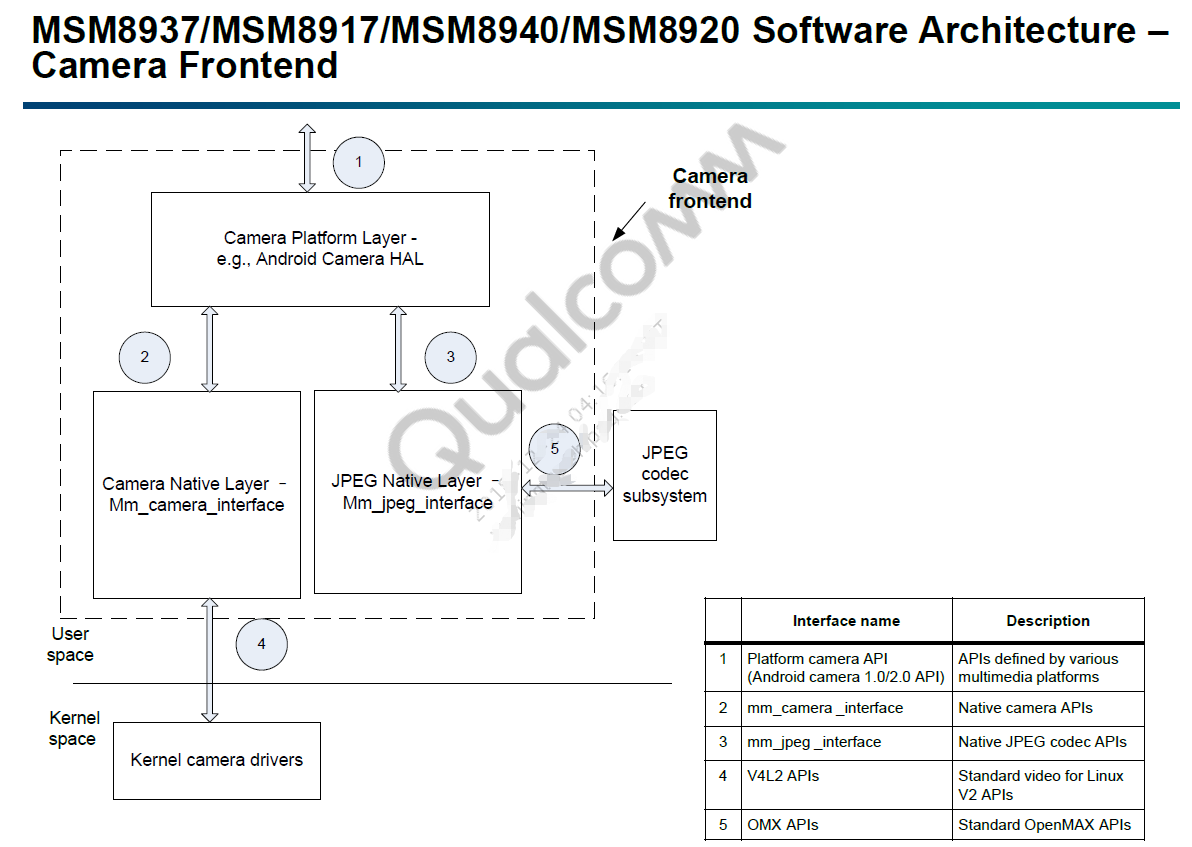 MSM8937/MSM8917/MSM8940/MSM8920 Software Architecture –
Camera Frontend
1
Camera
frontend
Camera Platform Layer -
e.g., Android Camera HAL
2
3
5
Camera Native Layer –
Mm_camera_interface
JPEG Native Layer –
Mm_jpeg_interface
JPEG
codec
subsystem
User
space
4
Kernel
space
Kernel camera drivers
Qualcomm
Interface name
Description
1
Platform camera API
(Android camera 1.0/2.0 API)
APIs defined by various
multimedia platforms
2
mm_camera _interface
Native camera APIs
3
mm_jpeg _interface
Native JPEG codec APIs
4
V4L2 APIs
Standard video for Linux
V2 APIs
5
OMX APIs
Standard OpenMAX APIs